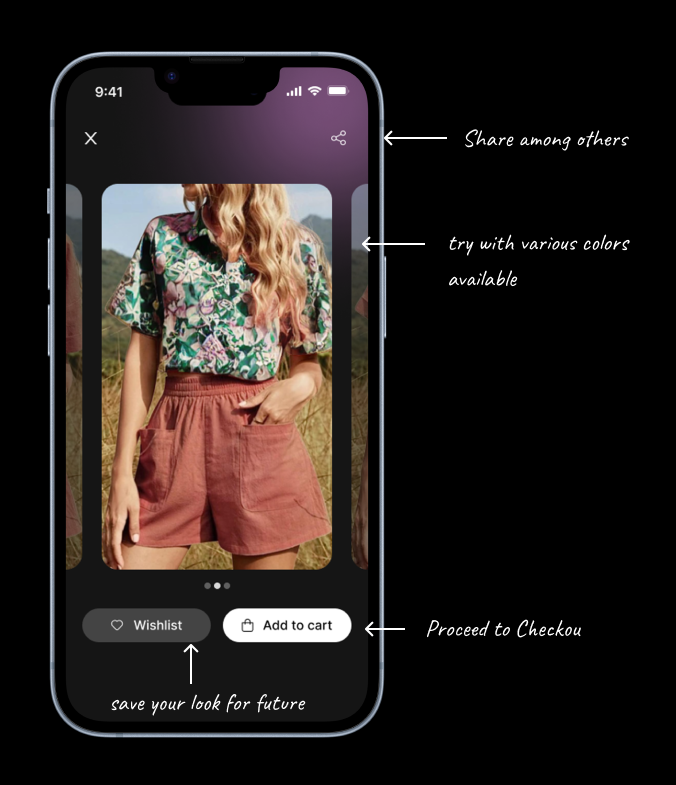 9:41
X
Share among others
try with various colors
available
Wishlist
Add to cart
Proceed to Checkou
save your look for future